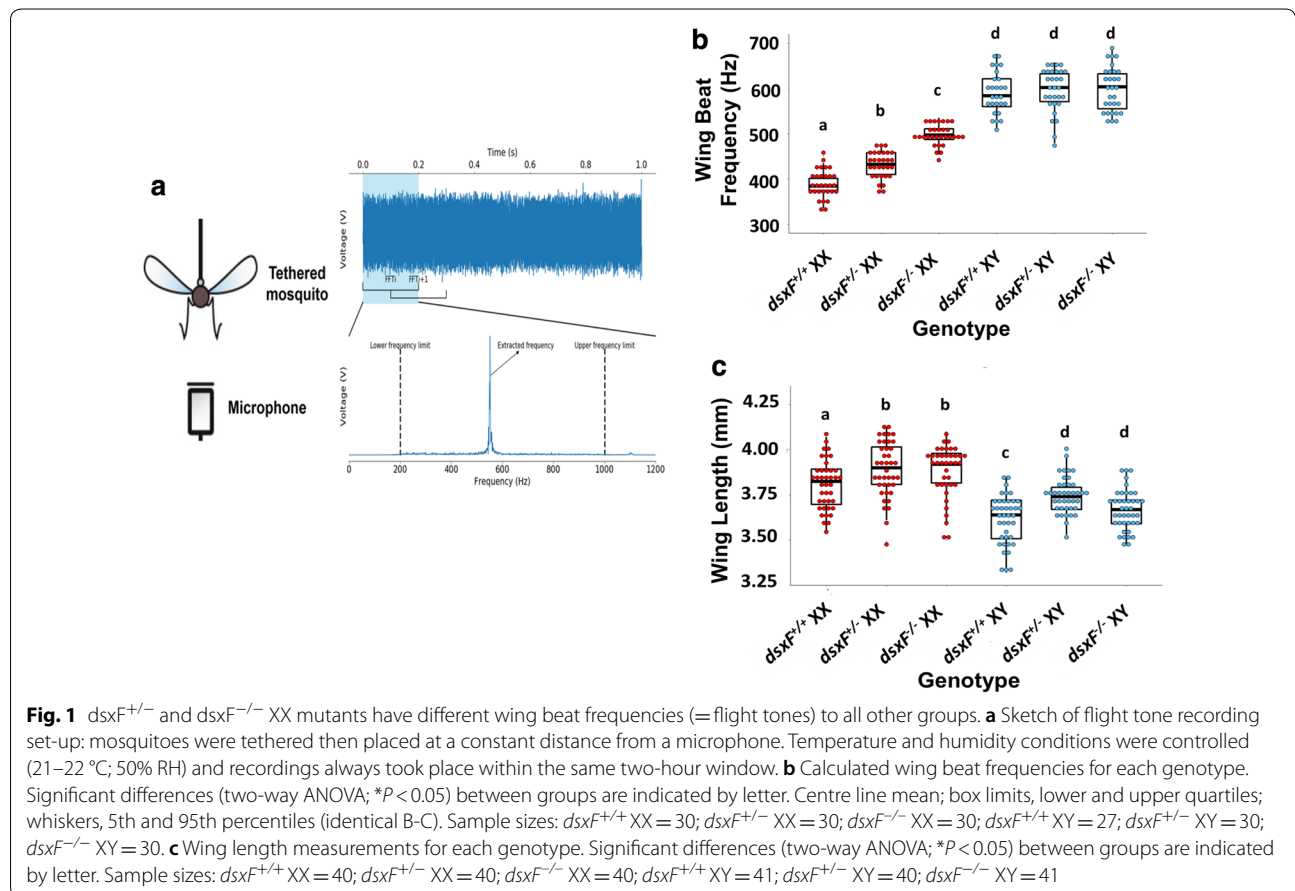 a
Tethered
mosquito
Microphone
Time (s)
0.0 0.2 0.4 0.6 0.8 1.0
Voltage (V)
FFTi FFTi+1
Lower frequency limit Extracted frequency Upper frequency limit
Voltage (V)
0 200 400 600 800 1000 1200
Frequency (Hz)
b
Wing Beat
Frequency (Hz)
700
600
500
400
300
a b c d d d
dsxF+/+ XX dsxF+/- XX dsxF-/- XX dsxF+/+ XY dsxF+/- XY dsxF-/- XY
Genotype
c
Wing Length (mm)
4.25
4.00
3.75
3.50
3.25
a b b c d d
dsxF+/+ XX dsxF+/- XX dsxF-/- XX dsxF+/+ XY dsxF+/- XY dsxF-/- XY
Genotype
Fig. 1 dsxF+/− and dsxF−/− XX mutants have different wing beat frequencies (= flight tones) to all other groups. a Sketch of flight tone recording
set-up: mosquitoes were tethered then placed at a constant distance from a microphone. Temperature and humidity conditions were controlled
(21–22 °C; 50% RH) and recordings always took place within the same two-hour window. b Calculated wing beat frequencies for each genotype.
Significant differences (two-way ANOVA; *P < 0.05) between groups are indicated by letter. Centre line mean; box limits, lower and upper quartiles;
whiskers, 5th and 95th percentiles (identical B-C). Sample sizes: dsxF+/+ XX = 30; dsxF+/− XX = 30; dsxF−/− XX = 30; dsxF+/+ XY = 27; dsxF+/− XY = 30;
dsxF−/− XY = 30. c Wing length measurements for each genotype. Significant differences (two-way ANOVA; *P < 0.05) between groups are indicated
by letter. Sample sizes: dsxF+/+ XX = 40; dsxF+/− XX = 40; dsxF−/− XX = 40; dsxF+/+ XY = 41; dsxF+/− XY = 40; dsxF−/− XY = 41